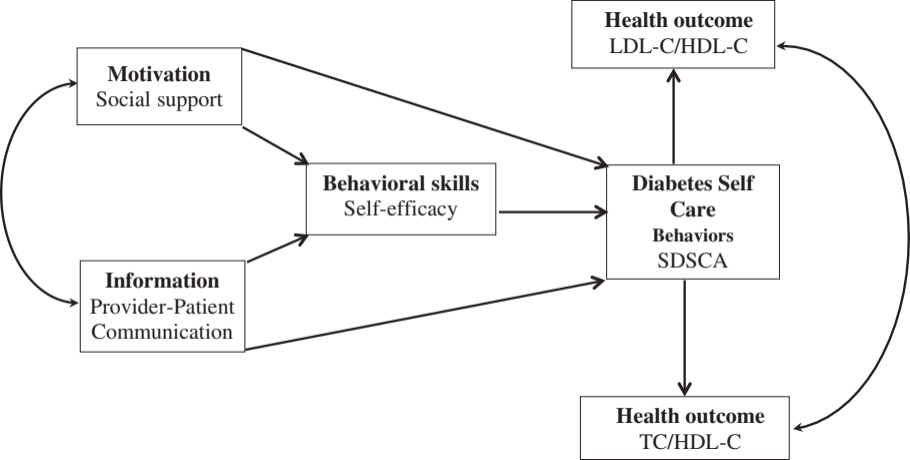 Health outcome
LDL-C/HDL-C
Motivation
Social support
Behavioral skills
Self-efficacy
Diabetes Self
Care
Behaviors
SDSCA
Information
Provider-Patient
Communication
Health outcome
TC/HDL-C